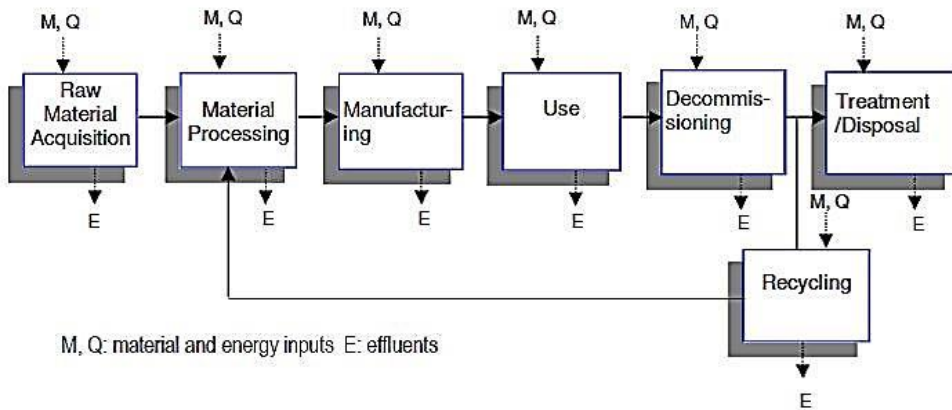 M, Q M, Q M, Q M, Q M, Q M, Q
Raw
Material
Acquisition
Material
Processing
Manufactur-
ing
Use
Decommis-
sioning
Treatment
/Disposal
E E E E E E
M, Q
Recycling
E
M, Q: material and energy inputs E: effluents